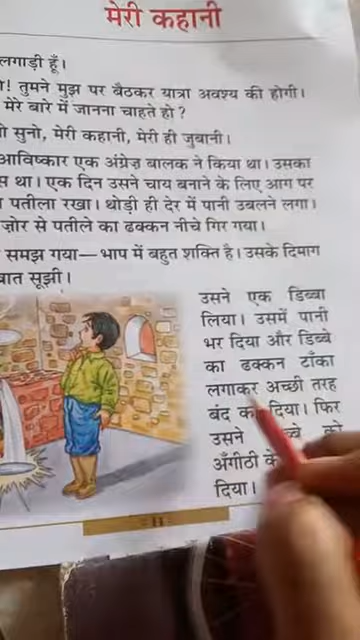 मेरी कहानी
लगाड़ी हूँ।
! तुमने मुझ पर बैठकर यात्रा अवश्य की होगी।
मेरे बारे में जानना चाहते हो?
सुनो, मेरी कहानी, मेरी ही ज़ुबानी।
आविष्कार एक अंग्रेज़ बालक ने किया था। उसका
स था। एक दिन उसने चाय बनाने के लिए आग पर
पतीला रखा। थोड़ी ही देर में पानी उबलने लगा।
ज़ोर से पतीले का ढक्कन नीचे गिर गया।
समझ गया—भाप में बहुत शक्ति है। उसके दिमाग
बात सूझी।
उसने एक डिब्बा
लिया। उसमें पानी
भर दिया और डिब्बे
का ढक्कन टाँका
लगाकर अच्छी तरह
बंद कर दिया। फिर
उसने
अँगीठी के
दिया।
11